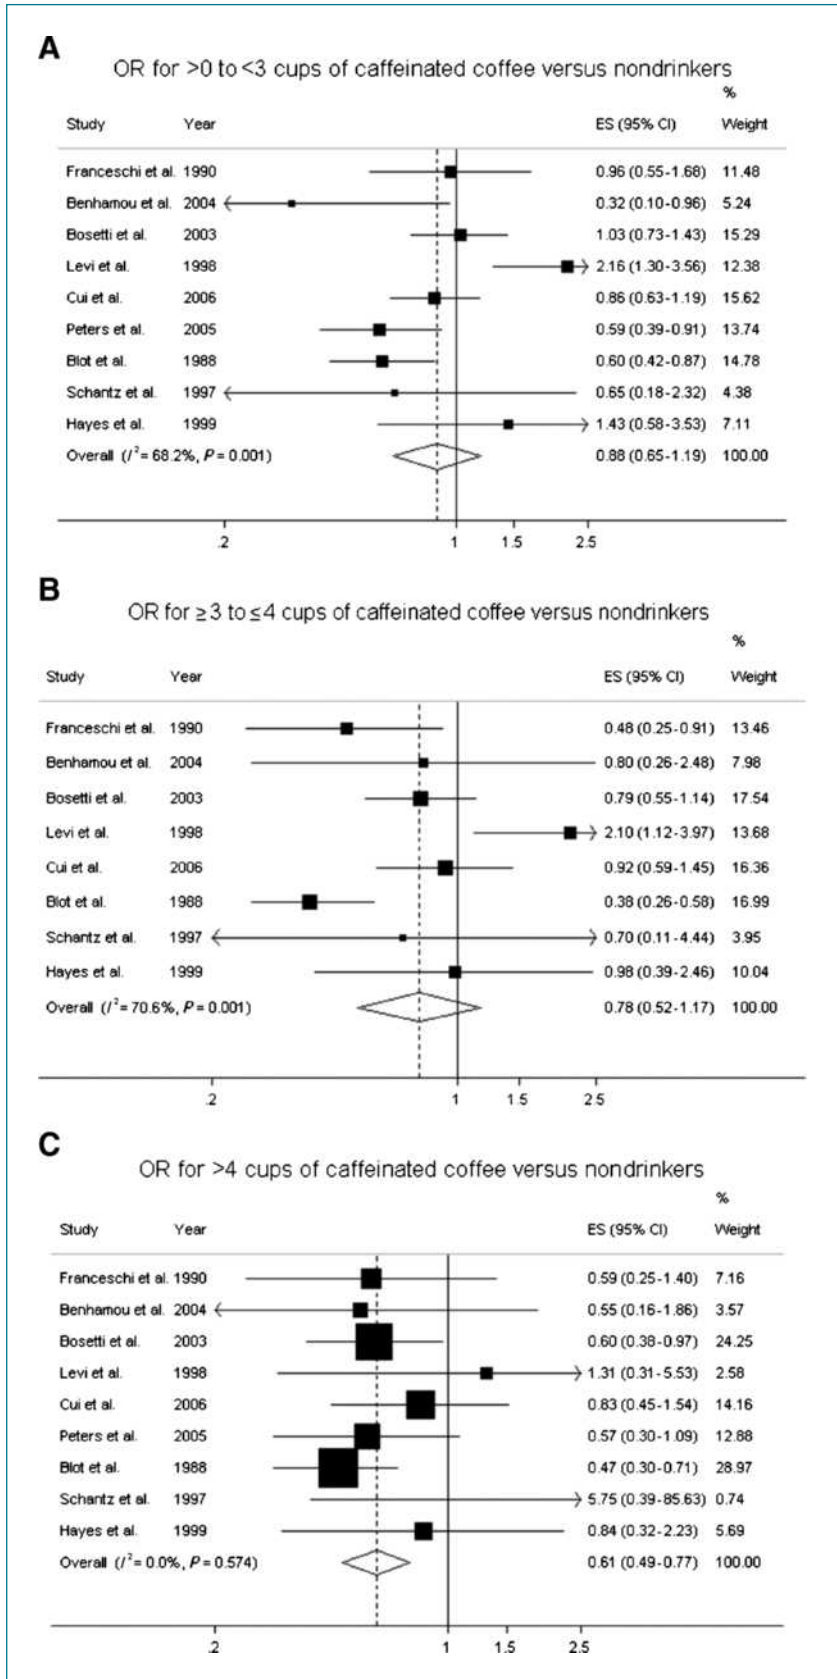 A
OR for >0 to <3 cups of caffeinated coffee versus nondrinkers
%
Study Year ES (95% CI) Weight
Franceschi et al. 1990 0.96 (0.55-1.68) 11.48
Benhamou et al. 2004 0.32 (0.10-0.96) 5.24
Bosetti et al. 2003 1.03 (0.73-1.43) 15.29
Levi et al. 1998 2.16 (1.30-3.56) 12.38
Cui et al. 2006 0.86 (0.63-1.19) 15.62
Peters et al. 2005 0.59 (0.39-0.91) 13.74
Blot et al. 1988 0.60 (0.42-0.87) 14.78
Schantz et al. 1997 0.65 (0.18-2.32) 4.38
Hayes et al. 1999 1.43 (0.58-3.53) 7.11
Overall (I²= 68.2%, P = 0.001) 0.88 (0.65-1.19) 100.00
.2 1 1.5 2.5
B
OR for ≥3 to ≤4 cups of caffeinated coffee versus nondrinkers
%
Study Year ES (95% CI) Weight
Franceschi et al. 1990 0.48 (0.25-0.91) 13.46
Benhamou et al. 2004 0.80 (0.26-2.48) 7.98
Bosetti et al. 2003 0.79 (0.55-1.14) 17.54
Levi et al. 1998 2.10 (1.12-3.97) 13.68
Cui et al. 2006 0.92 (0.59-1.45) 16.36
Blot et al. 1988 0.38 (0.26-0.58) 16.99
Schantz et al. 1997 0.70 (0.11-4.44) 3.95
Hayes et al. 1999 0.98 (0.39-2.46) 10.04
Overall (I²= 70.6%, P = 0.001) 0.78 (0.52-1.17) 100.00
.2 1 1.5 2.5
C
OR for >4 cups of caffeinated coffee versus nondrinkers
%
Study Year ES (95% CI) Weight
Franceschi et al. 1990 0.59 (0.25-1.40) 7.16
Benhamou et al. 2004 0.55 (0.16-1.86) 3.57
Bosetti et al. 2003 0.60 (0.38-0.97) 24.25
Levi et al. 1998 1.31 (0.31-5.53) 2.58
Cui et al. 2006 0.83 (0.45-1.54) 14.16
Peters et al. 2005 0.57 (0.30-1.09) 12.88
Blot et al. 1988 0.47 (0.30-0.71) 28.97
Schantz et al. 1997 5.75 (0.39-85.63) 0.74
Hayes et al. 1999 0.84 (0.32-2.23) 5.69
Overall (I²= 0.0%, P = 0.574) 0.61 (0.49-0.77) 100.00
.2 1 1.5 2.5